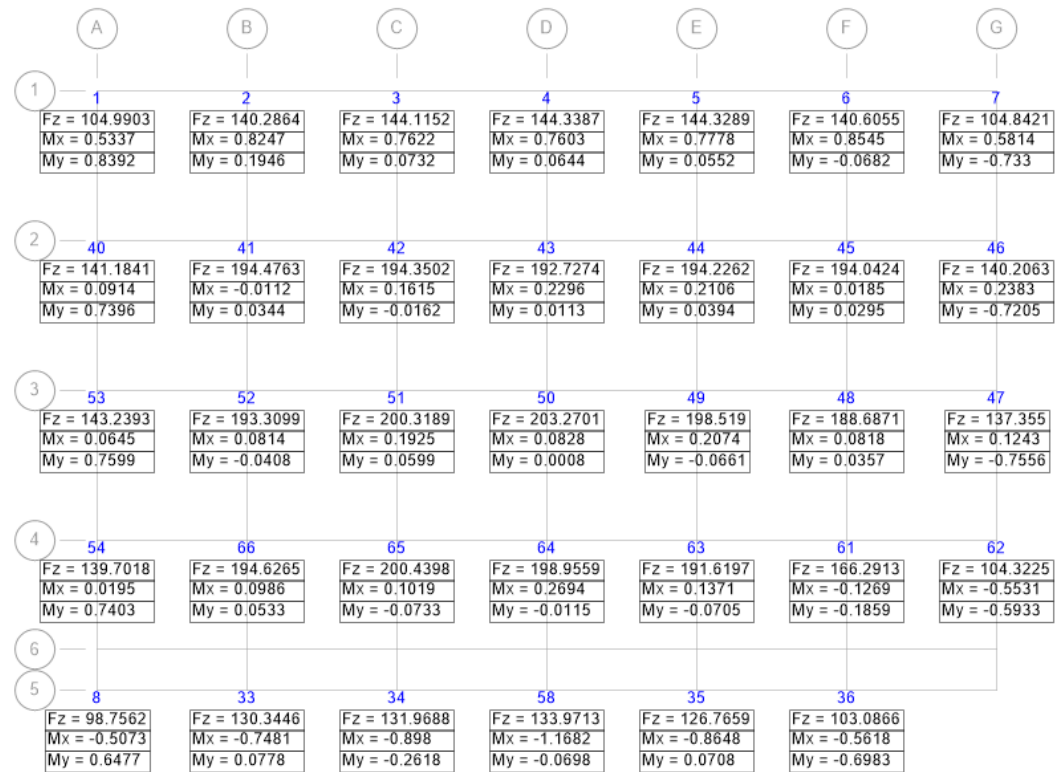 A B C D E F G
1
1 2 3 4 5 6 7
Fz = 104.9903 Fz = 140.2864 Fz = 144.1152 Fz = 144.3387 Fz = 144.3289 Fz = 140.6055 Fz = 104.8421
Mx = 0.5337 Mx = 0.8247 Mx = 0.7622 Mx = 0.7603 Mx = 0.7778 Mx = 0.8545 Mx = 0.5814
My = 0.8392 My = 0.1946 My = 0.0732 My = 0.0644 My = 0.0552 My = -0.0682 My = -0.733
2
40 41 42 43 44 45 46
Fz = 141.1841 Fz = 194.4763 Fz = 194.3502 Fz = 192.7274 Fz = 194.2262 Fz = 194.0424 Fz = 140.2063
Mx = 0.0914 Mx = -0.0112 Mx = 0.1615 Mx = 0.2296 Mx = 0.2106 Mx = 0.0185 Mx = 0.2383
My = 0.7396 My = 0.0344 My = -0.0162 My = 0.0113 My = 0.0394 My = 0.0295 My = -0.7205
3
53 52 51 50 49 48 47
Fz = 143.2393 Fz = 193.3099 Fz = 200.3189 Fz = 203.2701 Fz = 198.519 Fz = 188.6871 Fz = 137.355
Mx = 0.0645 Mx = 0.0814 Mx = 0.1925 Mx = 0.0828 Mx = 0.2074 Mx = 0.0818 Mx = 0.1243
My = 0.7599 My = -0.0408 My = 0.0599 My = 0.0008 My = -0.0661 My = 0.0357 My = -0.7556
4
54 66 65 64 63 61 62
Fz = 139.7018 Fz = 194.6265 Fz = 200.4398 Fz = 198.9559 Fz = 191.6197 Fz = 166.2913 Fz = 104.3225
Mx = 0.0195 Mx = 0.0986 Mx = 0.1019 Mx = 0.2694 Mx = 0.1371 Mx = -0.1269 Mx = -0.5531
My = 0.7403 My = 0.0533 My = -0.0733 My = -0.0115 My = -0.0705 My = -0.1859 My = -0.5933
6
5
8 33 34 58 35 36
Fz = 98.7562 Fz = 130.3446 Fz = 131.9688 Fz = 133.9713 Fz = 126.7659 Fz = 103.0866
Mx = -0.5073 Mx = -0.7481 Mx = -0.898 Mx = -1.1682 Mx = -0.8648 Mx = -0.5618
My = 0.6477 My = 0.0778 My = -0.2618 My = -0.0698 My = 0.0708 My = -0.6983